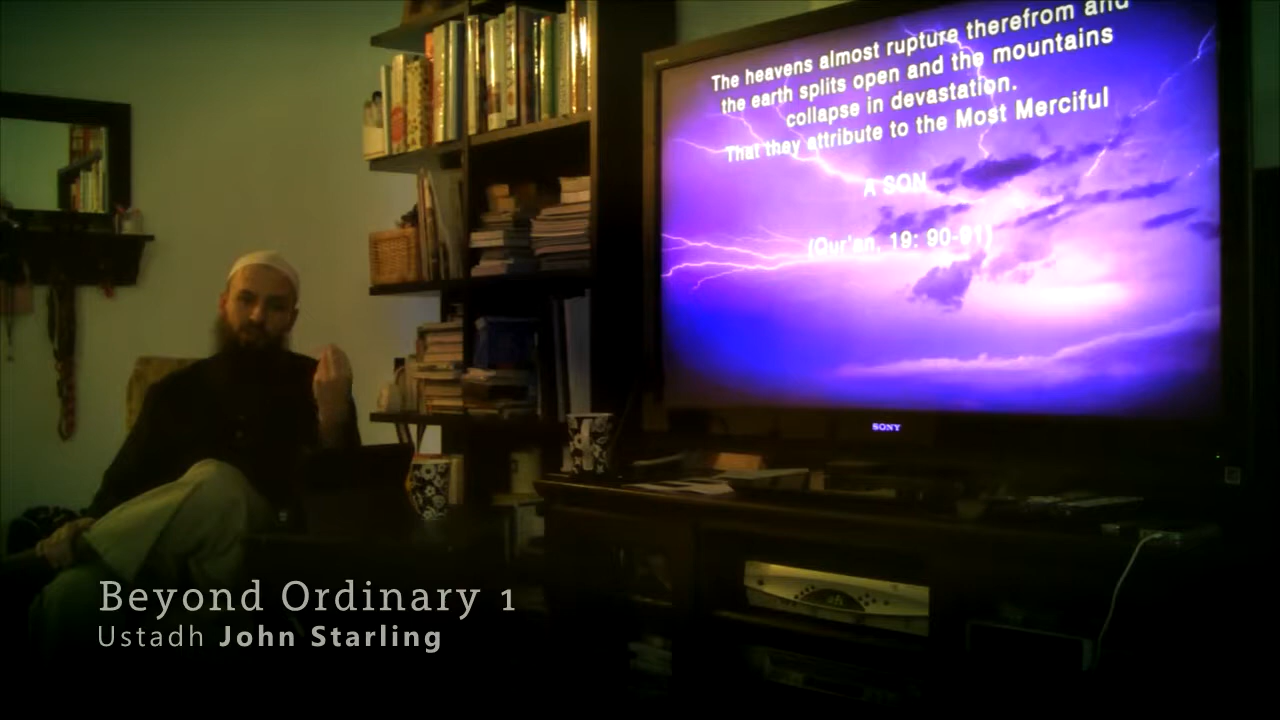 The heavens almost rupture therefrom and
the earth splits open and the mountains
collapse in devastation.
That they attribute to the Most Merciful
A SON
(Qur'an, 19: 90-91)
SONY
Beyond Ordinary 1
Ustadh John Starling